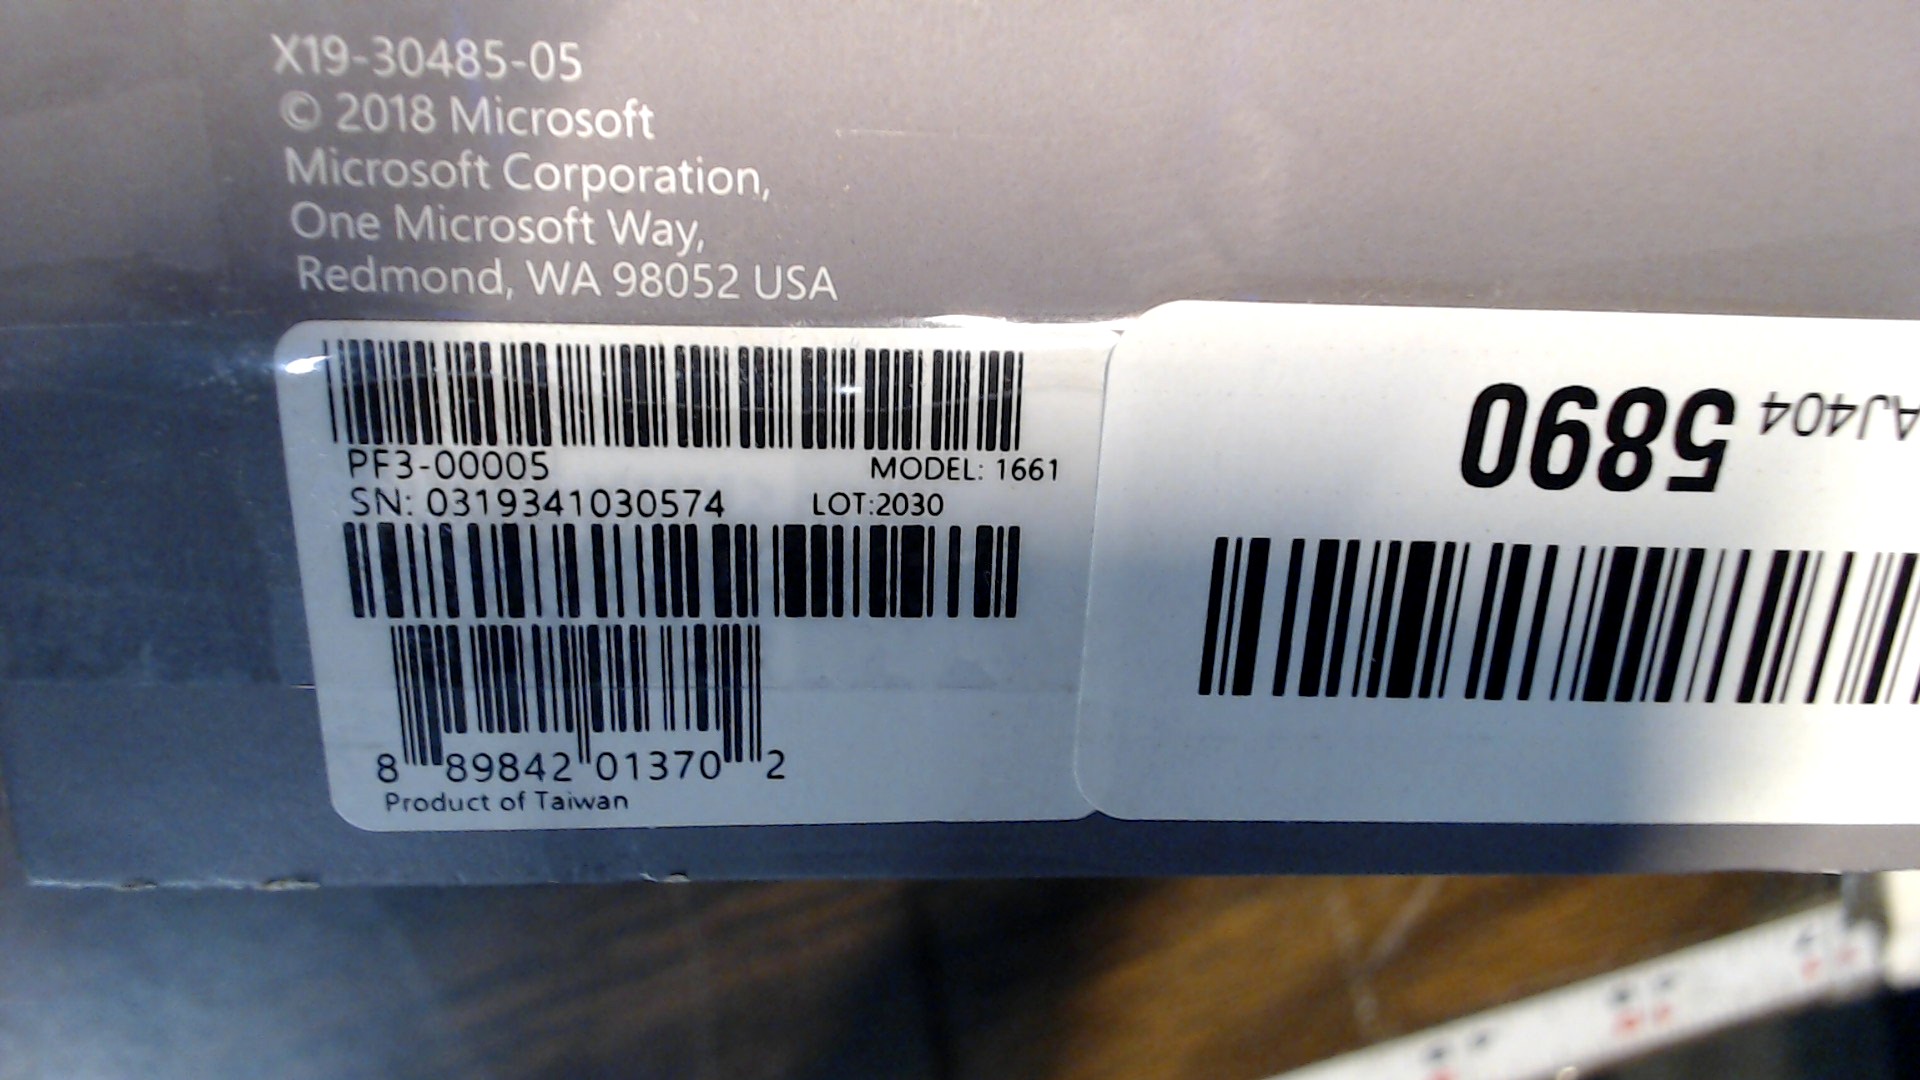 X19-30485-05
© 2018 Microsoft
Microsoft Corporation,
One Microsoft Way,
Redmond, WA 98052 USA
PF3-00005 MODEL: 1661
SN: 0319341030574 LOT:2030
8 89842 01370 2
Product of Taiwan
AJ404 5890